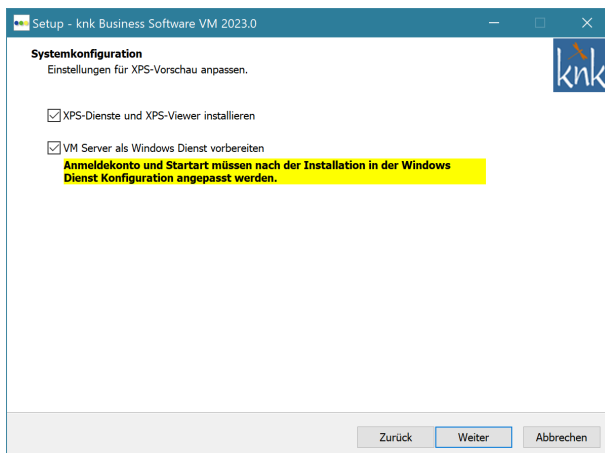 Setup - knk Business Software VM 2023.0
Systemkonfiguration
Einstellungen für XPS-Vorschau anpassen.
knk
XPS-Dienste und XPS-Viewer installieren
VM Server als Windows Dienst vorbereiten
Anmeldekonto und Startart müssen nach der Installation in der Windows
Dienst Konfiguration angepasst werden.
Zurück Weiter Abbrechen